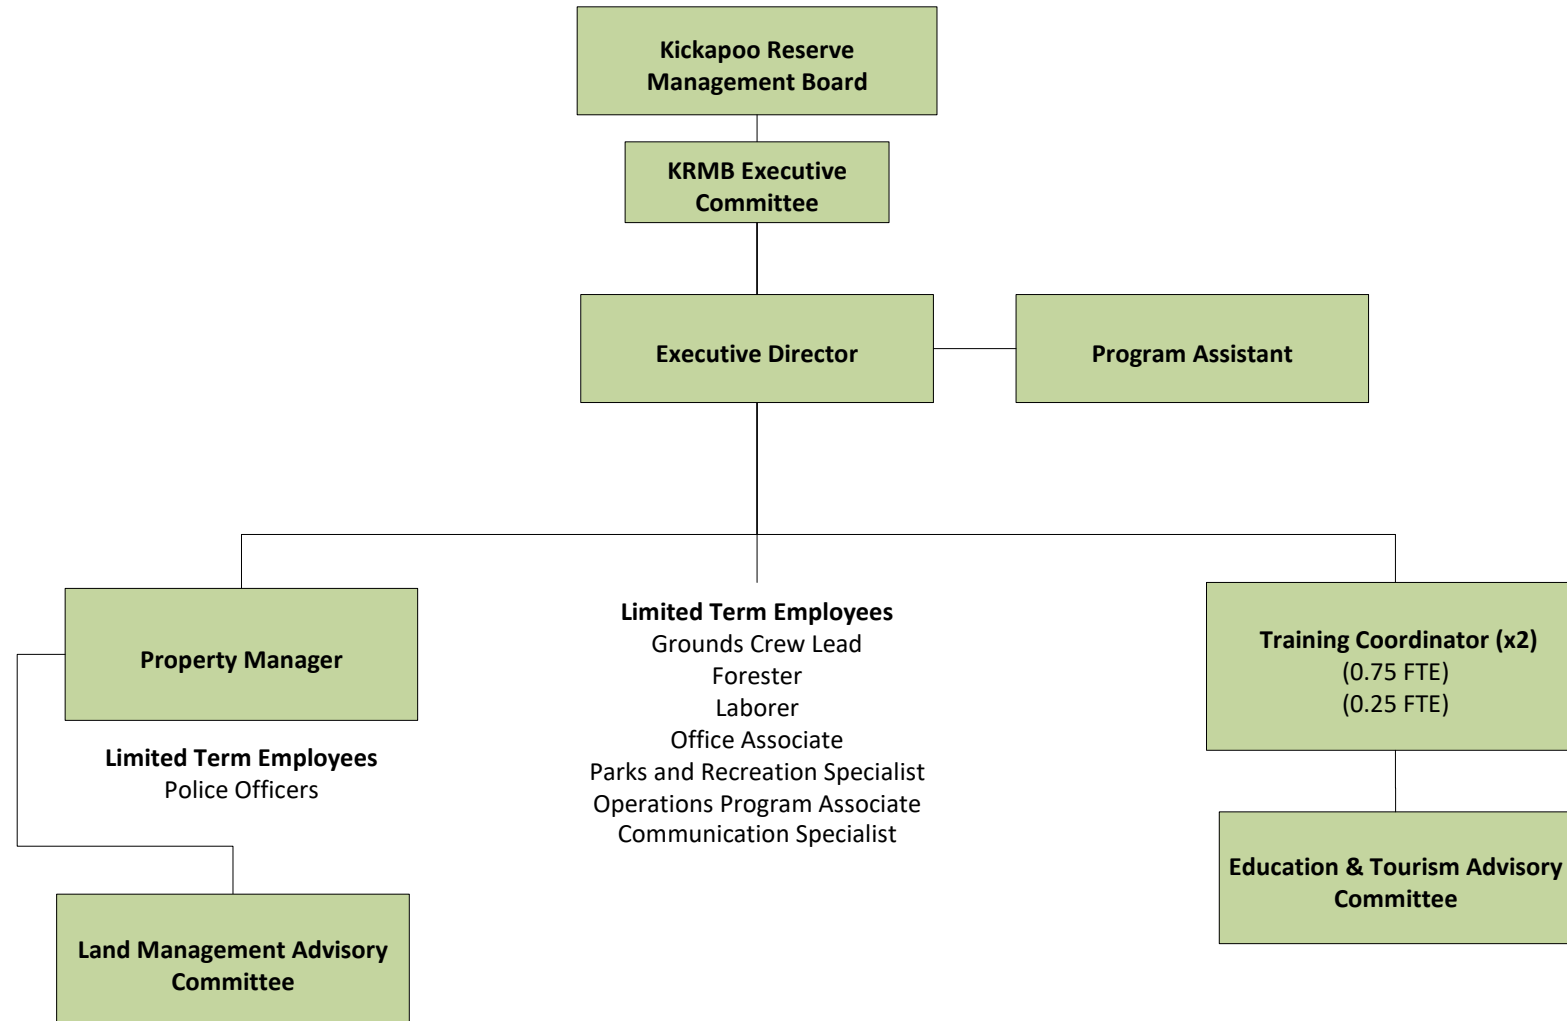 Kickapoo Reserve
Management Board
KRMB Executive
Committee
Executive Director
Program Assistant
Property Manager
Limited Term Employees
Police Officers
Land Management Advisory
Committee
Limited Term Employees
Grounds Crew Lead
Forester
Laborer
Office Associate
Parks and Recreation Specialist
Operations Program Associate
Communication Specialist
Training Coordinator (x2)
(0.75 FTE)
(0.25 FTE)
Education & Tourism Advisory
Committee